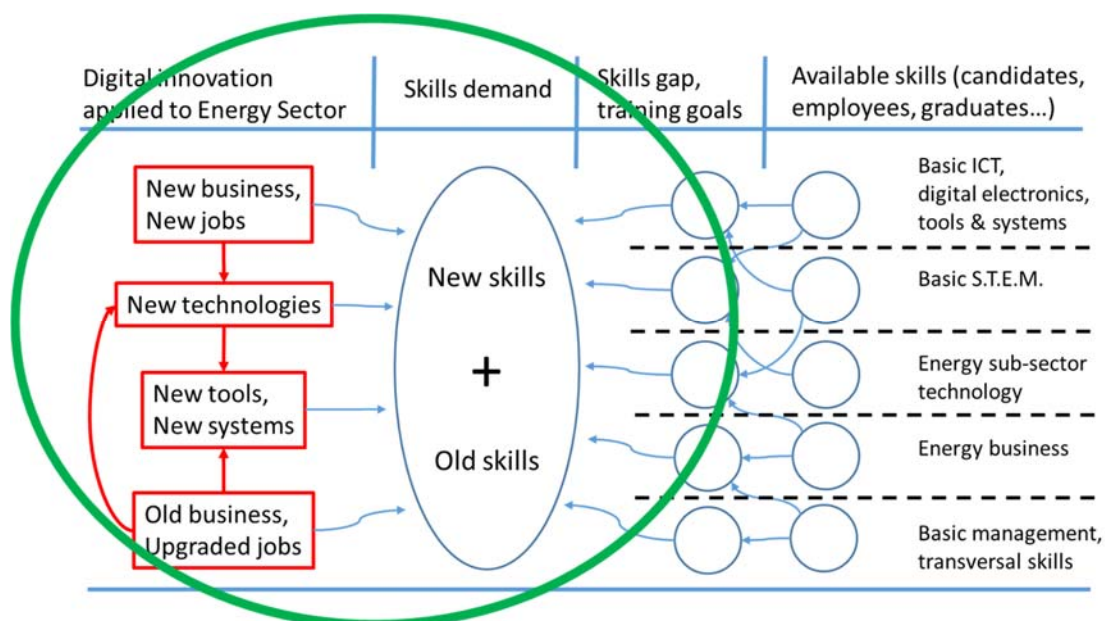 Digital innovation
applied to Energy Sector
Skills demand
Skills gap,
training goals
Available skills (candidates,
employees, graduates...)
New business,
New jobs
New technologies
New tools,
New systems
Old business,
Upgraded jobs
New skills
+
Old skills
Basic ICT,
digital electronics,
tools & systems
Basic S.T.E.M.
Energy sub-sector
technology
Energy business
Basic management,
transversal skills